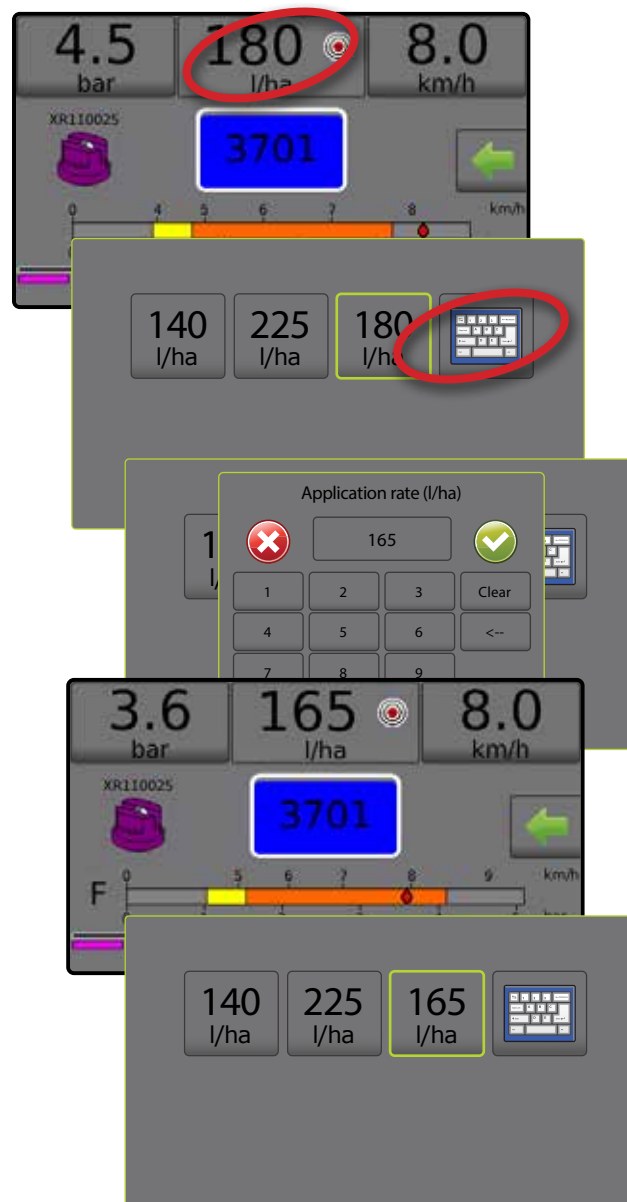 4.5 180 8.0
bar l/ha km/h
XR110025
3701
0 4 5 6 7 8 km/h
140 225 180
l/ha l/ha l/ha
Application rate (l/ha)
165
1 2 3 Clear
4 5 6 <--
7 8 9
3.6 165 8.0
bar l/ha km/h
XR110025
3701
F 0 5 6 7 8 9 km/h
140 225 165
l/ha l/ha l/ha